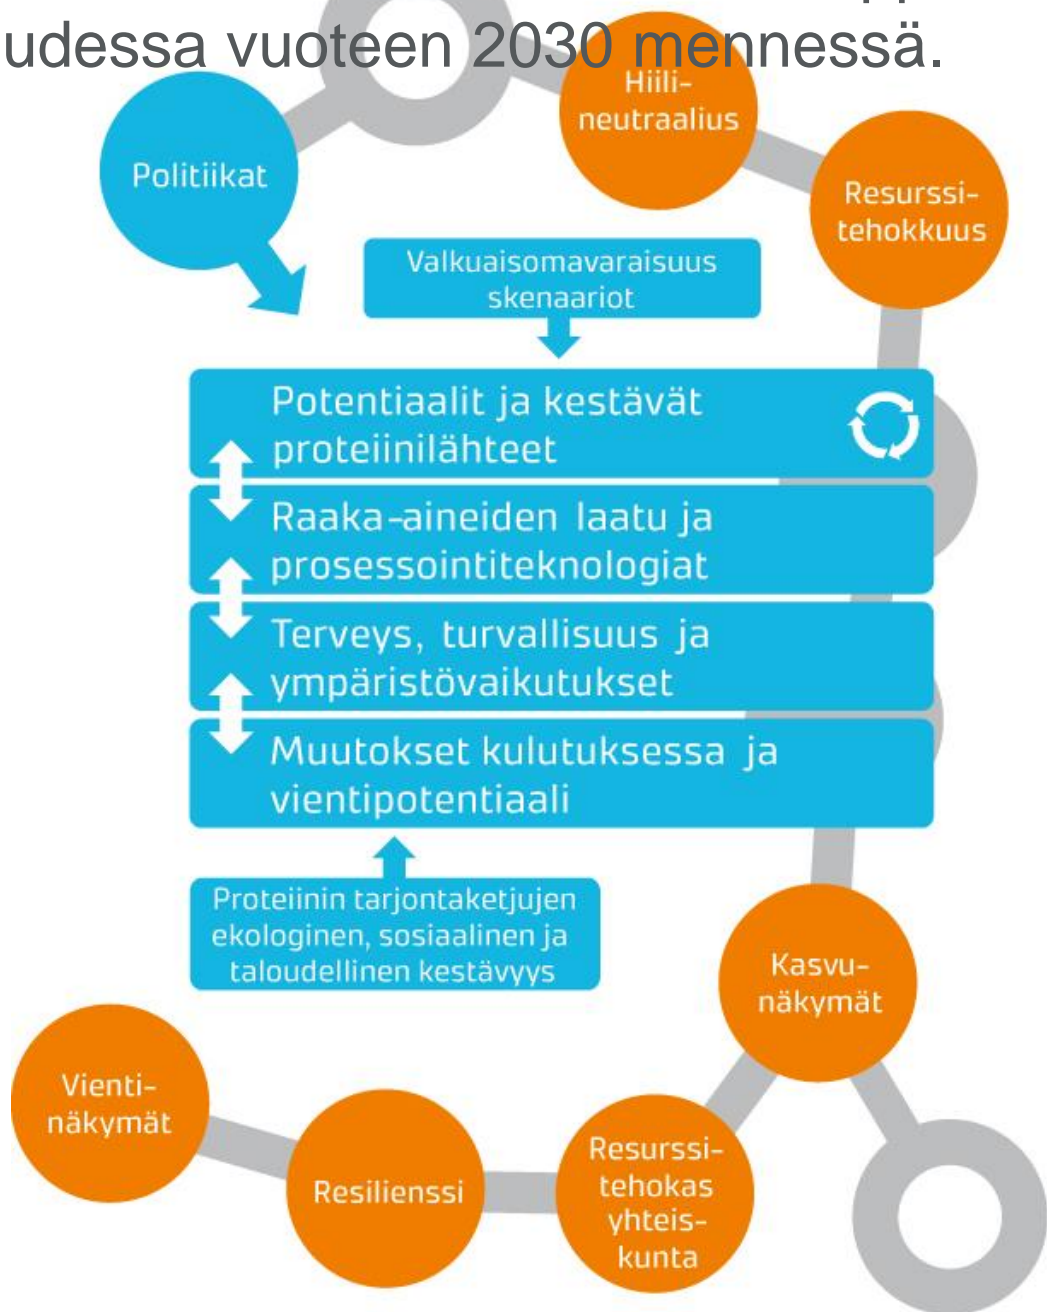 udessa vuoteen 2030 mennessä.
Hiili-
neutraalius
Politiikat
Resurssi-
tehokkuus
Valkuaisomavaraisuus
skenaariot
Potentiaalit ja kestävät
proteiinilähteet
Raaka-aineiden laatu ja
prosessointiteknologiat
Terveys, turvallisuus ja
ympäristövaikutukset
Muutokset kulutuksessa ja
vientipotentiaali
Proteiinin tarjontaketjujen
ekologinen, sosiaalinen ja
taloudellinen kestävyys
Kasvu-
näkymät
Vienti-
näkymät
Resilienssi
Resurssi-
tehokas
yhteis-
kunta